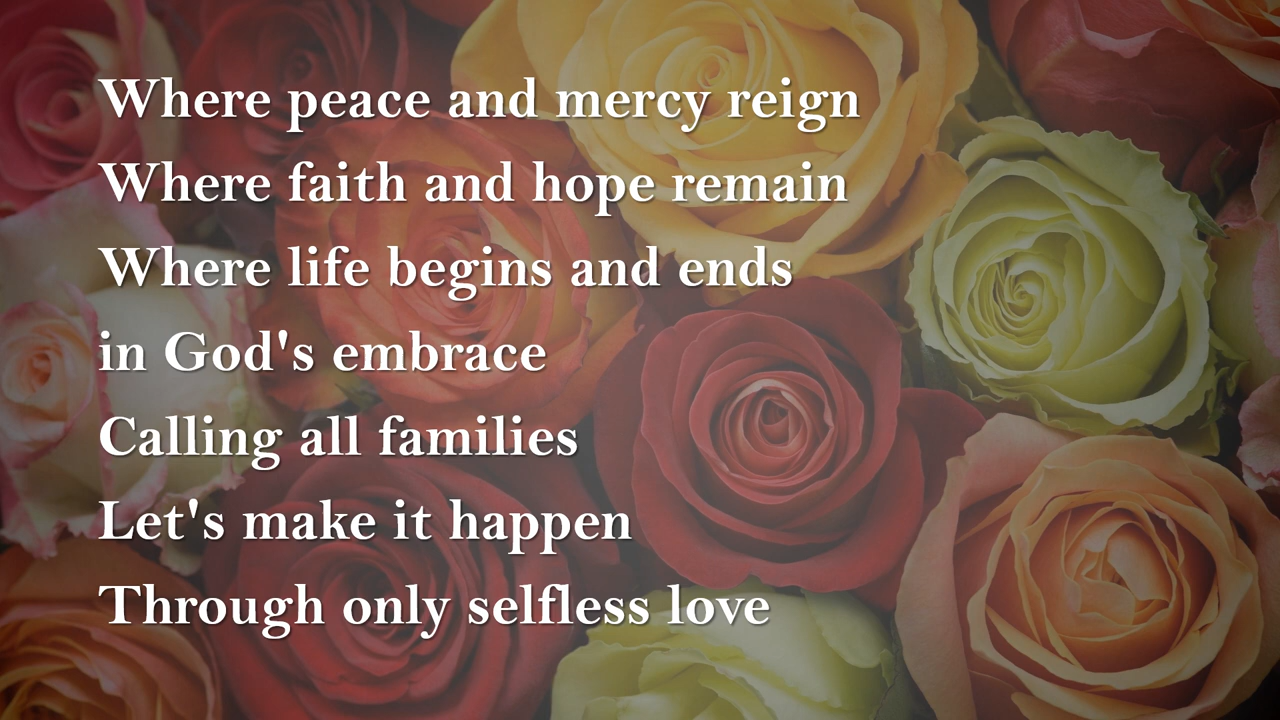 Where peace and mercy reign
Where faith and hope remain
Where life begins and ends
in God's embrace
Calling all families
Let's make it happen
Through only selfless love